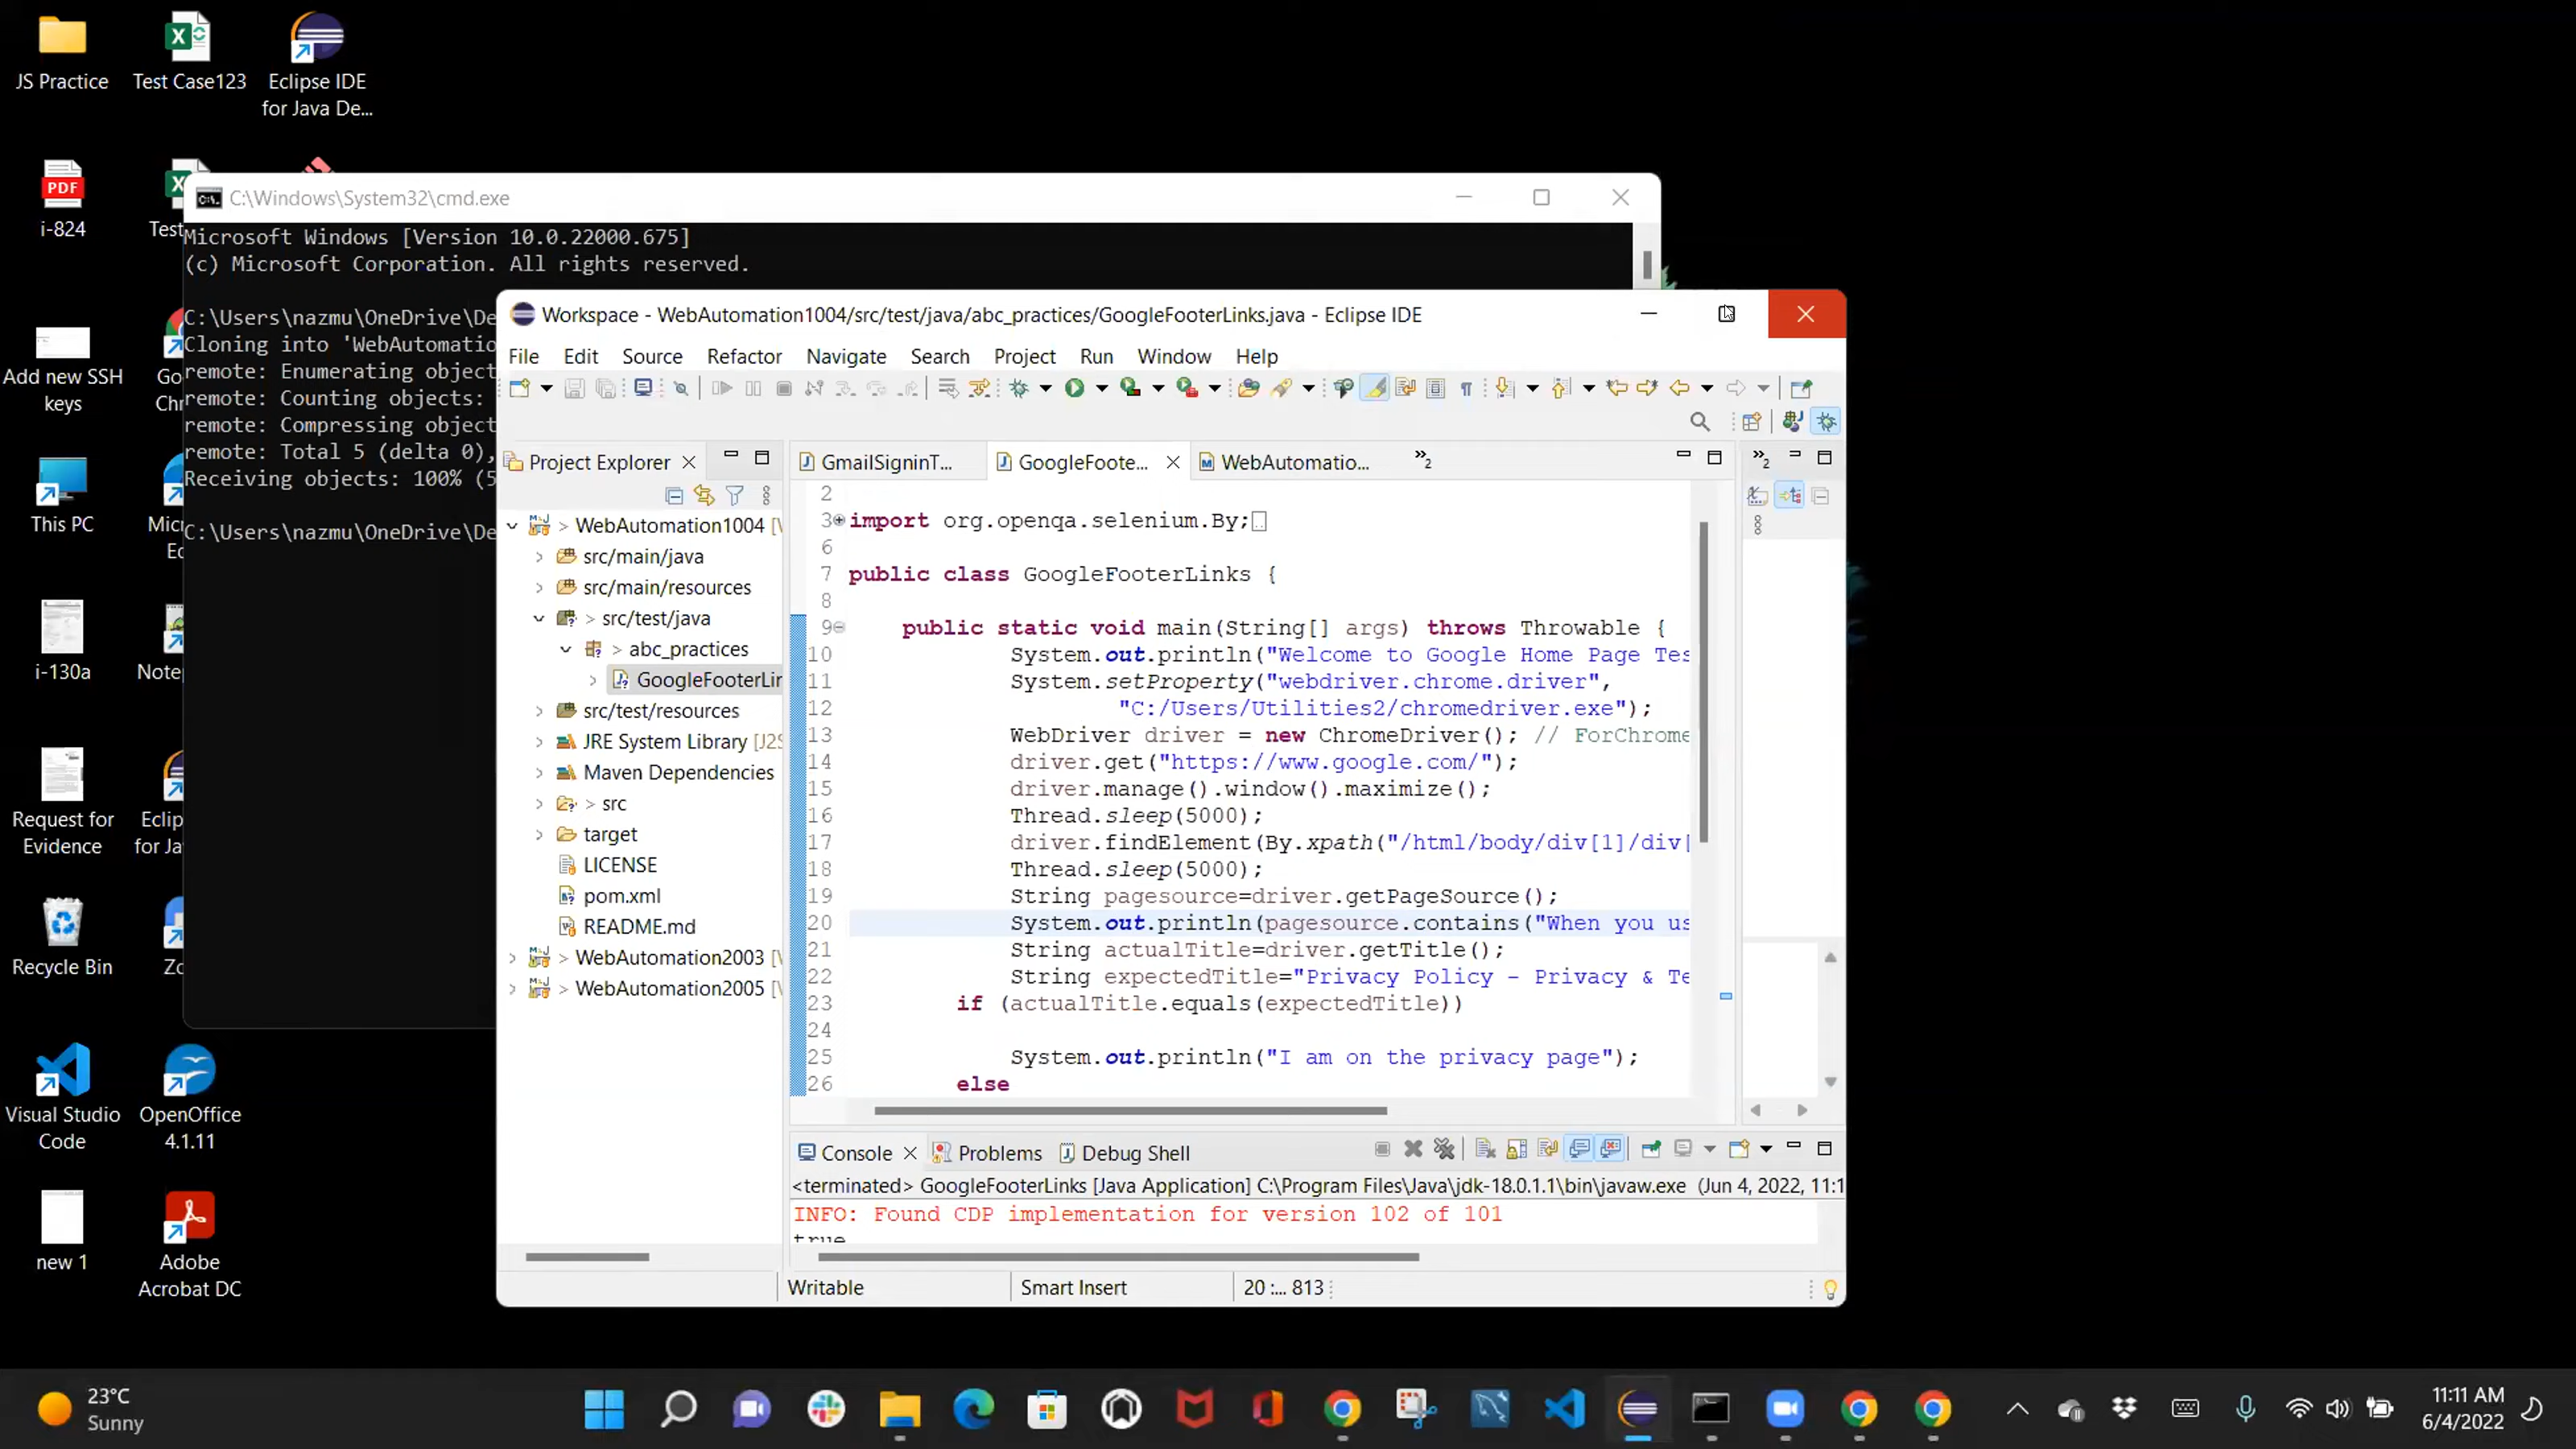 JS Practice
Test Case123
Eclipse IDE
for Java De...
PDF
i-824
Test
Add new SSH
keys
This PC
i-130a
Note
Request for
Evidence
Eclip
for Ja
Recycle Bin
Visual Studio
Code
OpenOffice
4.1.11
new 1
Adobe
Acrobat DC
C:\Windows\System32\cmd.exe
Microsoft Windows [Version 10.0.22000.675]
(c) Microsoft Corporation. All rights reserved.
C:\Users\nazmu\OneDrive\De
Cloning into 'WebAutomatio
remote: Enumerating object
remote: Counting objects:
remote: Compressing object
remote: Total 5 (delta 0),
Receiving objects: 100% (5
C:\Users\nazmu\OneDrive\De
Workspace - WebAutomation1004/src/test/java/abc_practices/GoogleFooterLinks.java - Eclipse IDE
File Edit Source Refactor Navigate Search Project Run Window Help
Project Explorer
> WebAutomation1004 [
src/main/java
src/main/resources
> src/test/java
> abc_practices
GoogleFooterLin
src/test/resources
JRE System Library [J2S
Maven Dependencies
> src
target
LICENSE
pom.xml
README.md
> WebAutomation2003 [
> WebAutomation2005 [
GmailSigninT... GoogleFoote... WebAutomatio... »2
»2
2
3 import org.openqa.selenium.By;
6
7 public class GoogleFooterLinks {
8
9 public static void main(String[] args) throws Throwable {
10 System.out.println("Welcome to Google Home Page Tes
11 System.setProperty("webdriver.chrome.driver",
12 "C:/Users/Utilities2/chromedriver.exe");
13 WebDriver driver = new ChromeDriver(); // ForChrome
14 driver.get("https://www.google.com/");
15 driver.manage().window().maximize();
16 Thread.sleep(5000);
17 driver.findElement(By.xpath("/html/body/div[1]/div[
18 Thread.sleep(5000);
19 String pagesource=driver.getPageSource();
20 System.out.println(pagesource.contains("When you us
21 String actualTitle=driver.getTitle();
22 String expectedTitle="Privacy Policy – Privacy & Te
23 if (actualTitle.equals(expectedTitle))
24
25 System.out.println("I am on the privacy page");
26 else
Console Problems Debug Shell
<terminated> GoogleFooterLinks [Java Application] C:\Program Files\Java\jdk-18.0.1.1\bin\javaw.exe (Jun 4, 2022, 11:1
INFO: Found CDP implementation for version 102 of 101
true
Writable Smart Insert 20 :... 813
23°C
Sunny
11:11 AM
6/4/2022